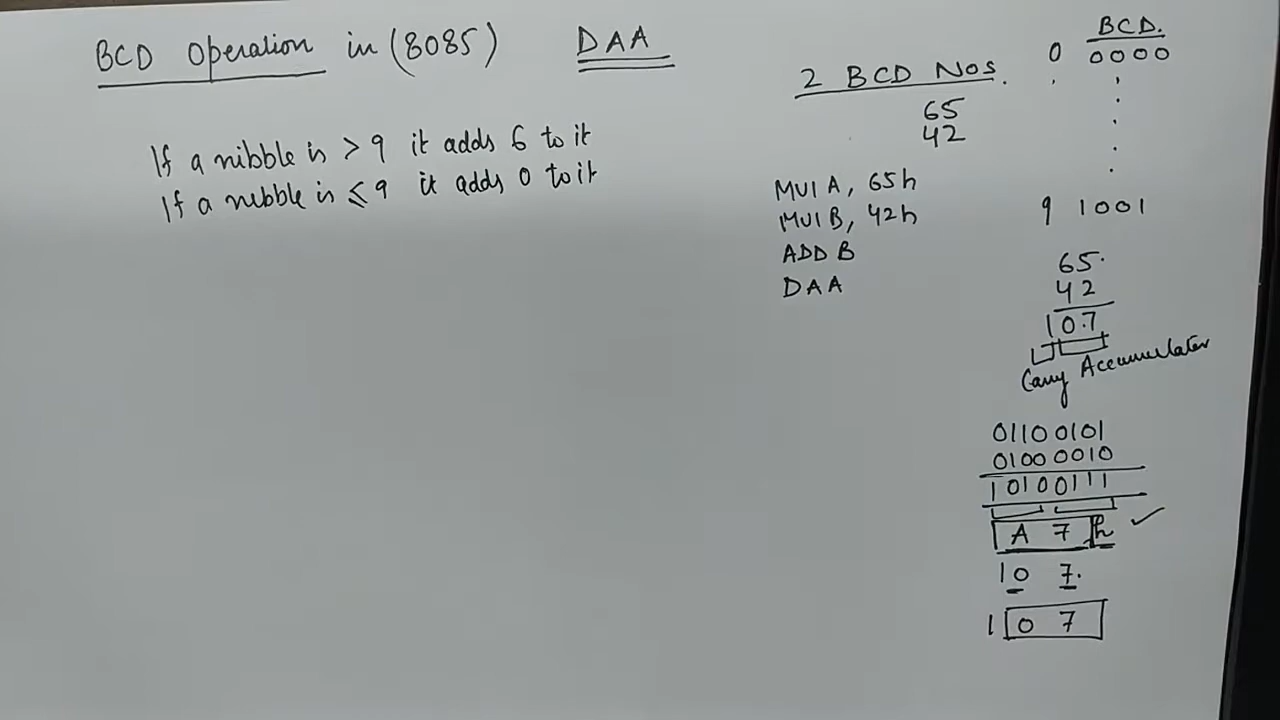 BCD Operation in (8085) DAA
If a nibble is > 9 it adds 6 to it
If a nibble is ≤ 9 it adds 0 to it
2 BCD Nos.
65
42
MVI A, 65h
MVI B, 42h
ADD B
DAA
BCD.
0 0000
9 1001
65
42
107
Carry Accumulator
01100101
01000010
10100111
A 7 h ✓
10 7.
1 0 7